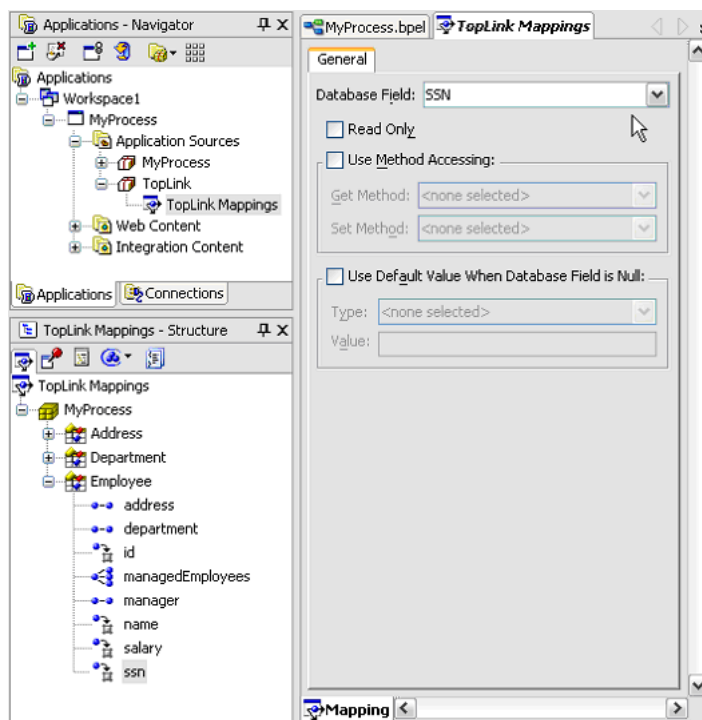 Applications - Navigator
Applications
Workspace1
MyProcess
Application Sources
MyProcess
TopLink
TopLink Mappings
Web Content
Integration Content
Applications
Connections
TopLink Mappings - Structure
TopLink Mappings
MyProcess
Address
Department
Employee
address
department
id
managedEmployees
manager
name
salary
ssn
MyProcess.bpel
TopLink Mappings
General
Database Field: SSN
Read Only
Use Method Accessing:
Get Method: <none selected>
Set Method: <none selected>
Use Default Value When Database Field is Null:
Type: <none selected>
Value:
Mapping